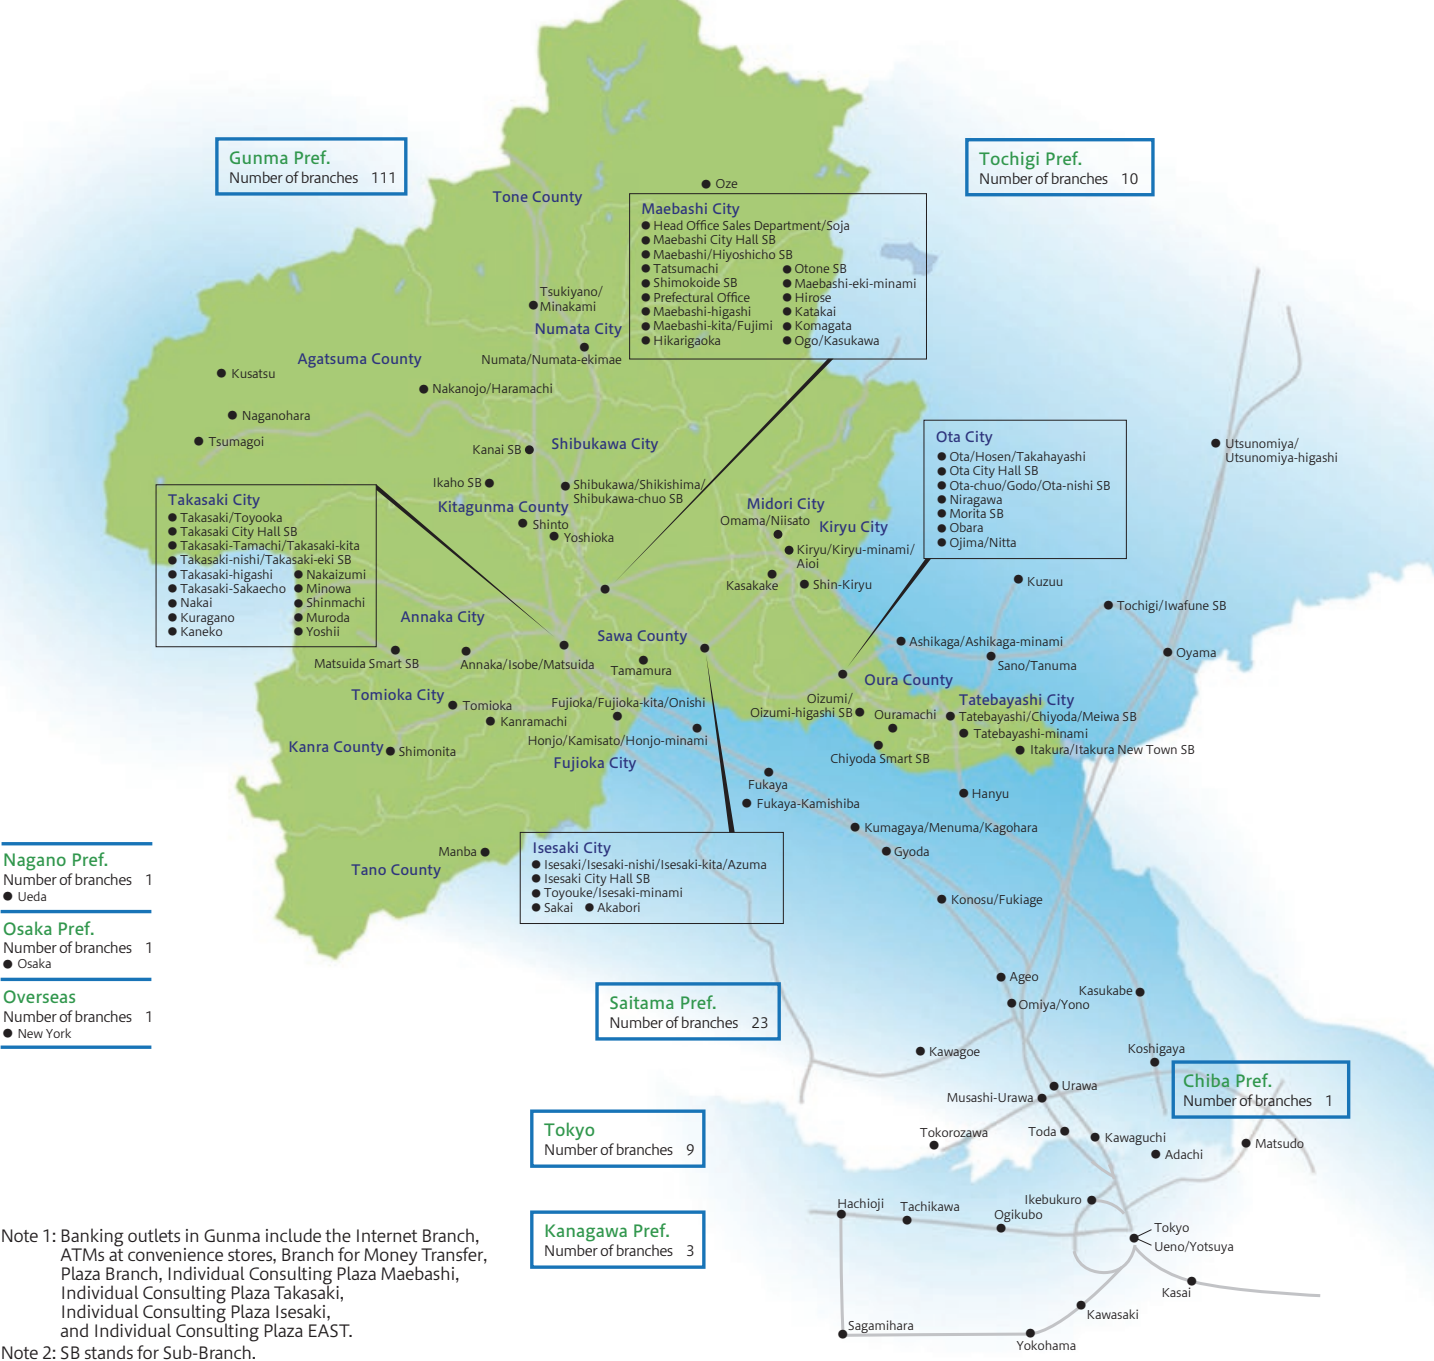 Gunma Pref.
Number of branches 111
Tochigi Pref.
Number of branches 10
Tone County
Oze
Maebashi City
Head Office Sales Department/Soja
Maebashi City Hall SB
Maebashi/Hiyoshicho SB
Tatsumachi
Otone SB
Shimokoide SB
Maebashi-eki-minami
Prefectural Office
Hirose
Maebashi-higashi
Katakai
Maebashi-kita/Fujimi
Komagata
Hikarigaoka
Ogo/Kasukawa
Tsukiyano/
Minakami
Numata City
Numata/Numata-ekimae
Agatsuma County
Kusatsu
Nakanojo/Haramachi
Naganohara
Tsumagoi
Kanai SB
Shibukawa City
Ikaho SB
Shibukawa/Shikishima/
Shibukawa-chuo SB
Kitagunma County
Shinto
Yoshioka
Midori City
Omama/Niisato
Kiryu City
Kiryu/Kiryu-minami/
Aioi
Kasakake
Shin-Kiryu
Ota City
Ota/Hosen/Takahayashi
Ota City Hall SB
Ota-chuo/Godo/Ota-nishi SB
Niragawa
Morita SB
Obara
Ojima/Nitta
Utsunomiya/
Utsunomiya-higashi
Takasaki City
Takasaki/Toyooka
Takasaki City Hall SB
Takasaki-Tamachi/Takasaki-kita
Takasaki-nishi/Takasaki-eki SB
Takasaki-higashi
Nakaizumi
Takasaki-Sakaecho
Minowa
Nakai
Shinmachi
Kuragano
Muroda
Kaneko
Yoshii
Kuzuu
Tochigi/Iwafune SB
Ashikaga/Ashikaga-minami
Sano/Tanuma
Oyama
Annaka City
Matsuida Smart SB
Annaka/Isobe/Matsuida
Sawa County
Tamamura
Oura County
Oizumi/
Oizumi-higashi SB
Ouramachi
Chiyoda Smart SB
Tatebayashi City
Tatebayashi/Chiyoda/Meiwa SB
Tatebayashi-minami
Itakura/Itakura New Town SB
Tomioka City
Tomioka
Kanramachi
Fujioka/Fujioka-kita/Onishi
Honjo/Kamisato/Honjo-minami
Kanra County
Shimonita
Fujioka City
Fukaya
Fukaya-Kamishiba
Hanyu
Kumagaya/Menuma/Kagohara
Gyoda
Manba
Tano County
Isesaki City
Isesaki/Isesaki-nishi/Isesaki-kita/Azuma
Isesaki City Hall SB
Toyouke/Isesaki-minami
Sakai
Akabori
Konosu/Fukiage
Nagano Pref.
Number of branches 1
Ueda
Osaka Pref.
Number of branches 1
Osaka
Overseas
Number of branches 1
New York
Saitama Pref.
Number of branches 23
Ageo
Omiya/Yono
Kasukabe
Kawagoe
Koshigaya
Urawa
Musashi-Urawa
Chiba Pref.
Number of branches 1
Tokyo
Number of branches 9
Tokorozawa
Toda
Kawaguchi
Adachi
Matsudo
Kanagawa Pref.
Number of branches 3
Hachioji
Tachikawa
Ikebukuro
Ogikubo
Tokyo
Ueno/Yotsuya
Kasai
Kawasaki
Sagamihara
Yokohama
Note 1: Banking outlets in Gunma include the Internet Branch,
ATMs at convenience stores, Branch for Money Transfer,
Plaza Branch, Individual Consulting Plaza Maebashi,
Individual Consulting Plaza Takasaki,
Individual Consulting Plaza Isesaki,
and Individual Consulting Plaza EAST.
Note 2: SB stands for Sub-Branch.